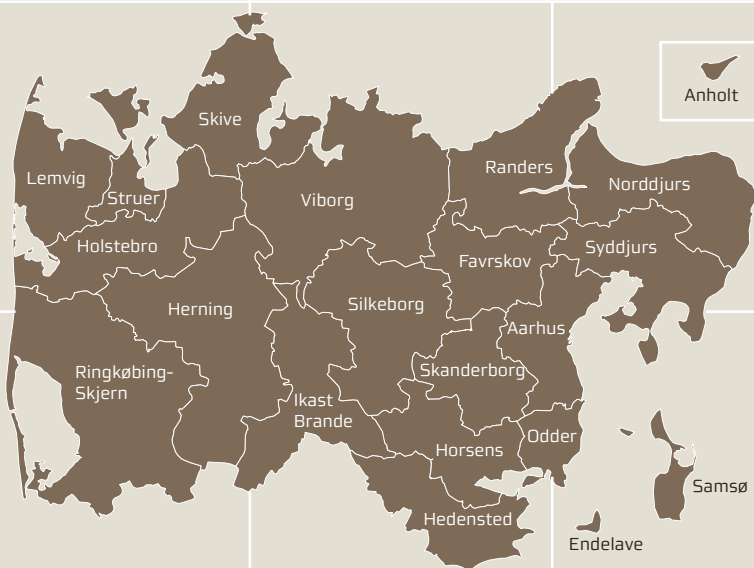 Anholt
Skive
Randers
Lemvig
Norddjurs
Struer
Viborg
Holstebro
Syddjurs
Favrskov
Herning
Silkeborg
Aarhus
Ringkøbing-
Skjern
Skanderborg
Ikast
Brande
Odder
Horsens
Samsø
Hedensted
Endelave